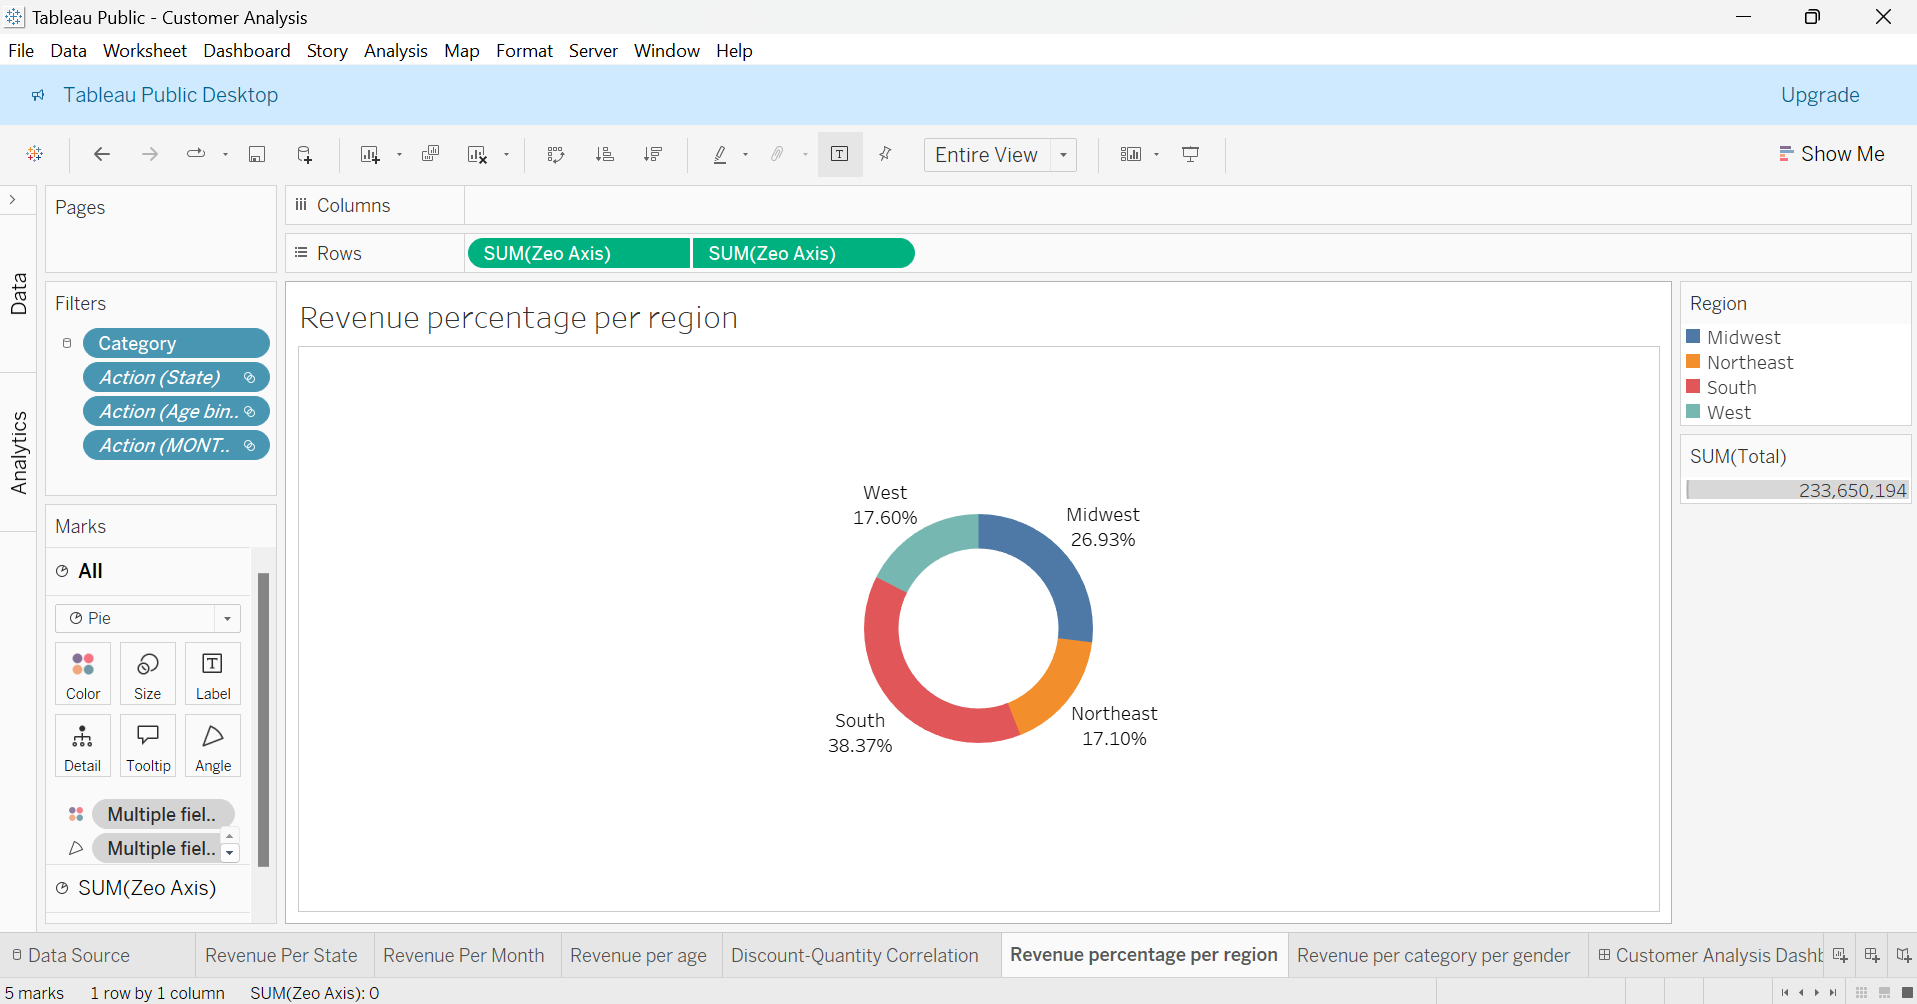 Tableau Public - Customer Analysis
File Data Worksheet Dashboard Story Analysis Map Format Server Window Help
Tableau Public Desktop
Upgrade
Entire View
Show Me
Pages
Columns
Rows
SUM(Zeo Axis)
SUM(Zeo Axis)
Data
Analytics
Filters
Category
Action (State)
Action (Age bin..
Action (MONT..
Marks
All
Pie
Color
Size
Label
Detail
Tooltip
Angle
Multiple fiel..
Multiple fiel..
SUM(Zeo Axis)
Revenue percentage per region
West
17.60%
Midwest
26.93%
South
38.37%
Northeast
17.10%
Region
Midwest
Northeast
South
West
SUM(Total)
233,650,194
Data Source
Revenue Per State
Revenue Per Month
Revenue per age
Discount-Quantity Correlation
Revenue percentage per region
Revenue per category per gender
Customer Analysis Dashb
5 marks
1 row by 1 column
SUM(Zeo Axis): 0